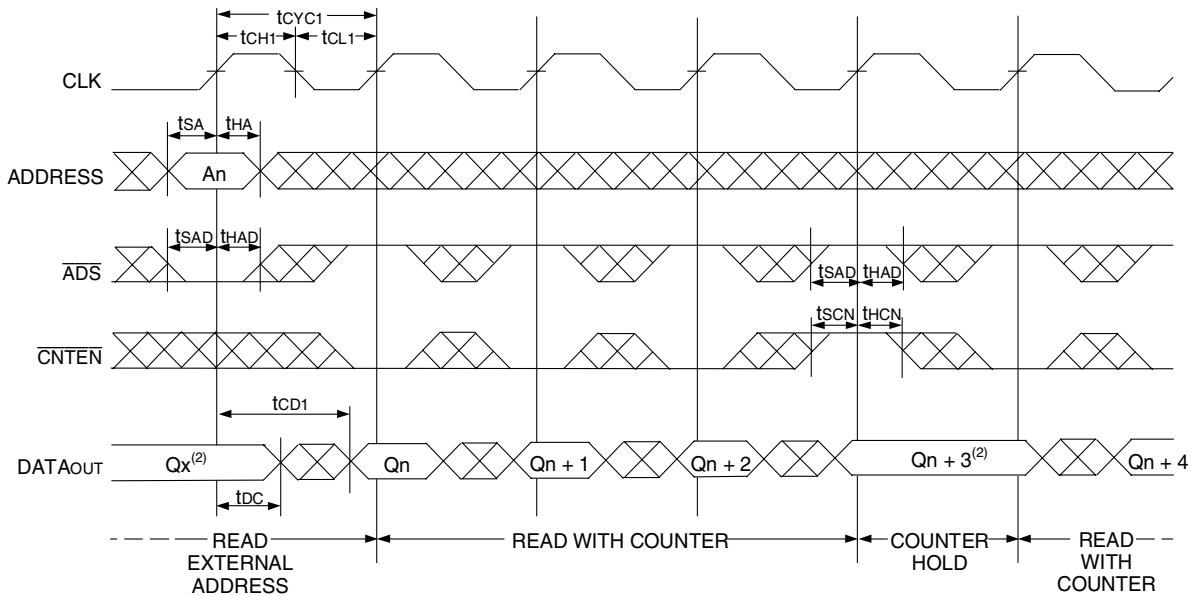 tCYC1
tCH1 tCL1
CLK
tSA tHA
ADDRESS An
tSAD tHAD
ADS
tSAD tHAD
tSCN tHCN
CNTEN
tCD1
DATAOUT Qx(2) Qn Qn + 1 Qn + 2 Qn + 3(2) Qn + 4
tDC
READ EXTERNAL ADDRESS
READ WITH COUNTER
COUNTER HOLD
READ WITH COUNTER